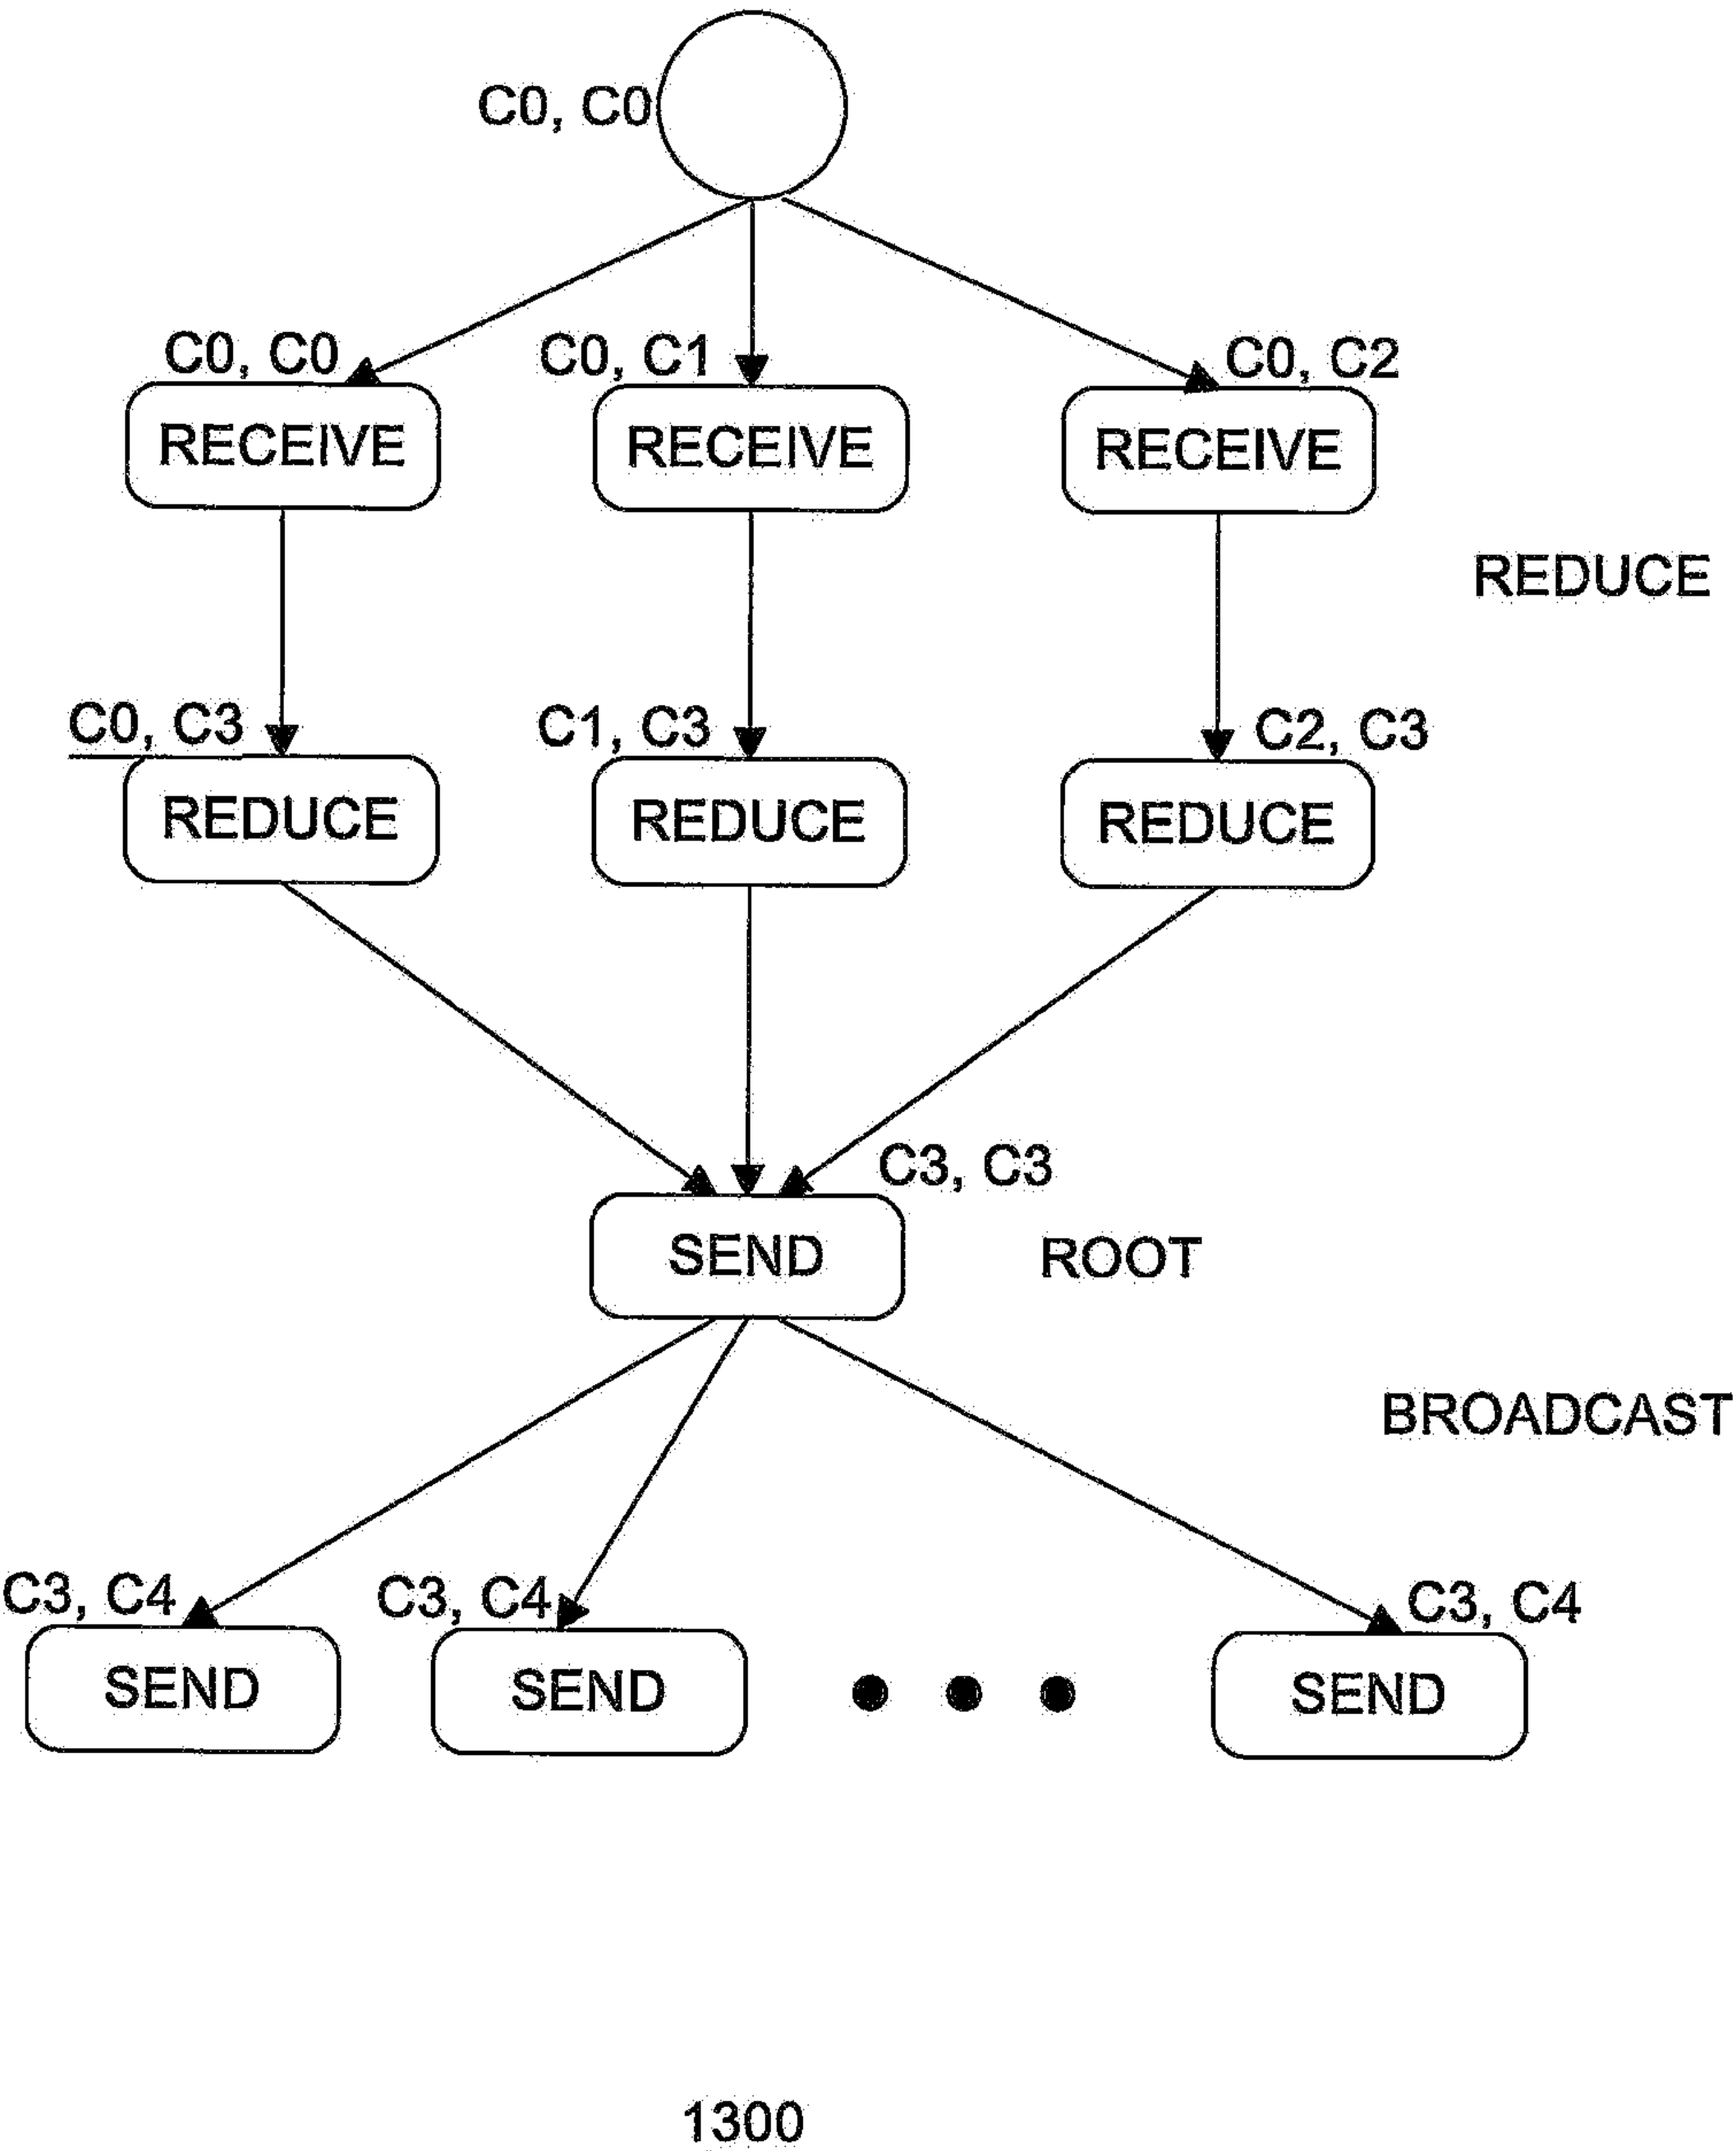 C0, C0
C0, C0
C0, C1
C0, C2
RECEIVE
RECEIVE
RECEIVE
REDUCE
C0, C3
C1, C3
C2, C3
REDUCE
REDUCE
REDUCE
C3, C3
SEND
ROOT
BROADCAST
C3, C4
C3, C4
C3, C4
SEND
SEND
SEND
1300